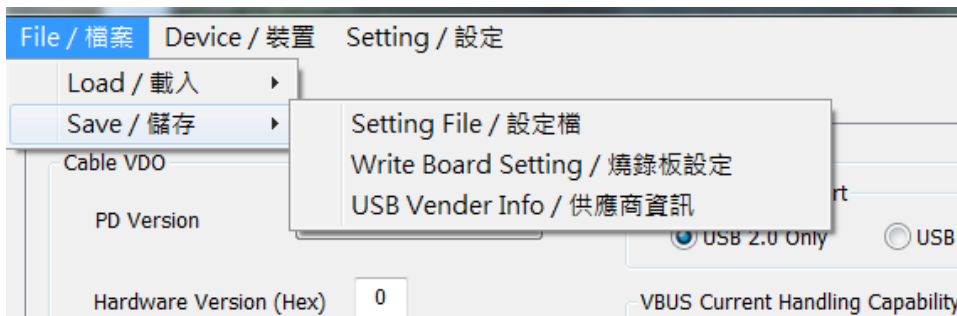 File / 檔案 Device / 裝置 Setting / 設定
Load / 載入
Save / 儲存
Setting File / 設定檔
Write Board Setting / 燒錄板設定
USB Vender Info / 供應商資訊
Cable VDO
PD Version
rt
USB 2.0 Only USB
Hardware Version (Hex) 0
VBUS Current Handling Capability